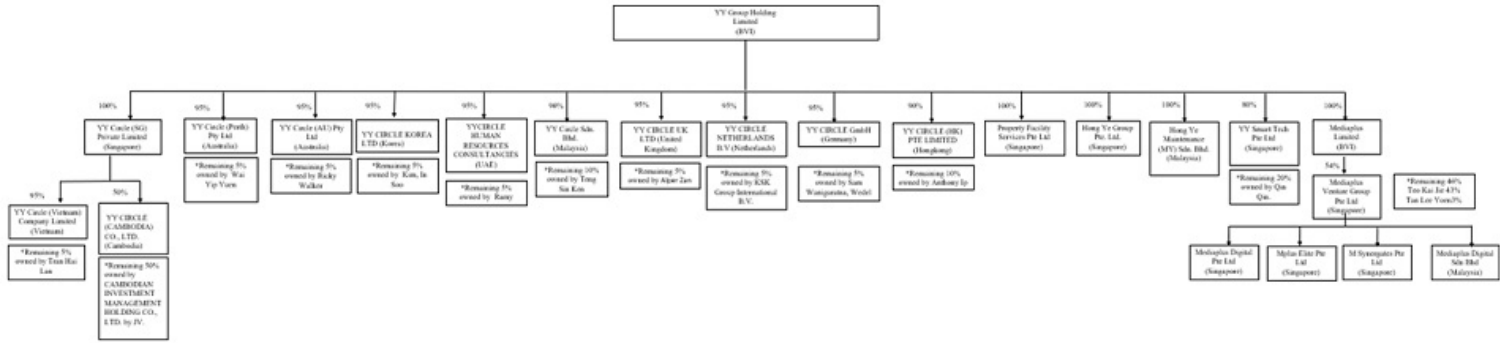 YY Group Holding
Limited
(BVI)
100%
95%
95%
95%
95%
90%
95%
95%
95%
90%
100%
100%
100%
80%
100%
YY Circle (SG)
Private Limited
(Singapore)
YY Circle (Perth)
Pty Ltd
(Australia)
*Remaining 5%
owned by Wai
Yip Yuen
YY Circle (AU) Pty
Ltd
(Australia)
*Remaining 5%
owned by Ricky
Walker
YY CIRCLE KOREA
LTD (Korea)
*Remaining 5%
owned by Kim, In
Soo
YYCIRCLE
HUMAN
RESOURCES
CONSULTANCIES
(UAE)
*Remaining 5%
owned by
YY Circle Sdn.
Bhd.
(Malaysia)
*Remaining 10%
owned by Teng
Sin Ken
YY CIRCLE UK
LTD (United
Kingdom)
*Remaining 5%
owned by Alper Zan
YY CIRCLE
NETHERLANDS
B.V (Netherlands)
*Remaining 5%
owned by KSK
Group International
B.V.
YY CIRCLE GmbH
(Germany)
*Remaining 5%
owned by Sam
Wanigaratna, Wedel
YY CIRCLE (HK)
PTE LIMITED
(Hongkong)
*Remaining 10%
owned by Anthony Ip
Property Facility
Services Pte Ltd
(Singapore)
Hong Ye Group
Pte. Ltd.
(Singapore)
Hong Ye
Maintenance
(MY) Sdn. Bhd.
(Malaysia)
YY Smart Tech
Pte Ltd
(Singapore)
*Remaining 20%
owned by Qin
Qin.
Mediaplus
Limited
(BVI)
54%
Mediaplus
Venture Group
Pte Ltd
(Singapore)
*Remaining 46%
Teo Kai Jie 43%
Tan Lee Yuen3%
95%
50%
YY Circle (Vietnam)
Company Limited
(Vietnam)
*Remaining 5%
owned by Tran Hai
Lan
YY CIRCLE
(CAMBODIA)
CO., LTD.
(Cambodia)
*Remaining 50%
owned by
CAMBODIAN
INVESTMENT
MANAGEMENT
HOLDING CO.,
LTD. by JV.
Mediaplus Digital
Pte Ltd
(Singapore)
Mplus Elite Pte
Ltd
(Singapore)
M Synergates Pte
Ltd
(Singapore)
Mediaplus Digital
Sdn Bhd
(Malaysia)